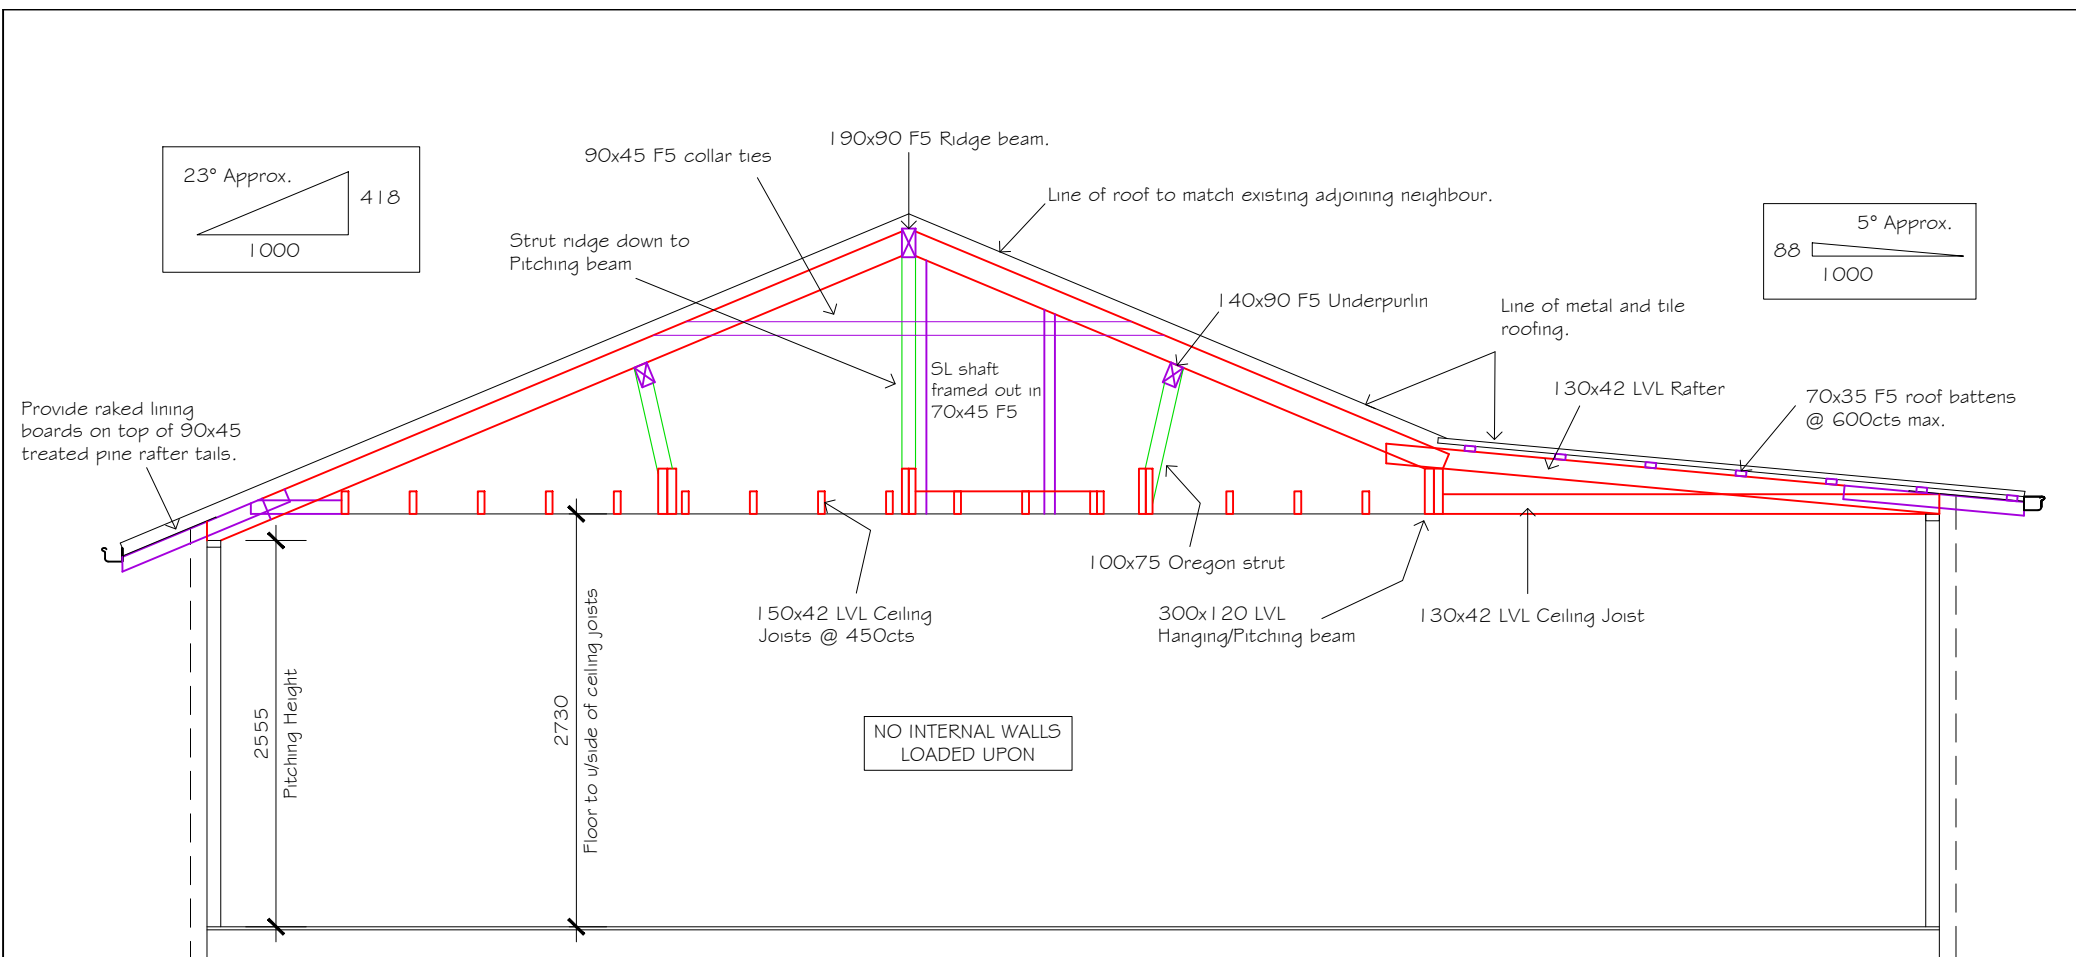 190x90 F5 Ridge beam.
90x45 F5 collar ties
23° Approx.
418
1000
Line of roof to match existing adjoining neighbour.
5° Approx.
88
1000
Strut ridge down to
Pitching beam
140x90 F5 Underpurlin
Line of metal and tile
roofing.
SL shaft
framed out in
70x45 F5
130x42 LVL Rafter
70x35 F5 roof battens
@ 600cts max.
Provide raked lining
boards on top of 90x45
treated pine rafter tails.
100x75 Oregon strut
150x42 LVL Ceiling
Joists @ 450cts
300x120 LVL
Hanging/Pitching beam
130x42 LVL Ceiling Joist
2555
Pitching Height
2730
Floor to u/side of ceiling joists
NO INTERNAL WALLS
LOADED UPON